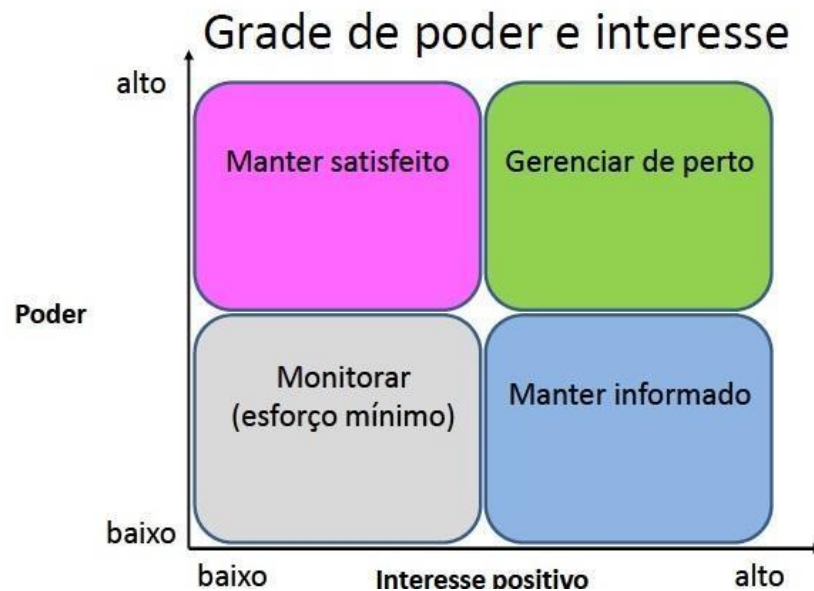 Grade de poder e interesse
alto
Manter satisfeito
Gerenciar de perto
Poder
Monitorar
(esforço mínimo)
Manter informado
baixo
baixo
Interesse positivo
alto